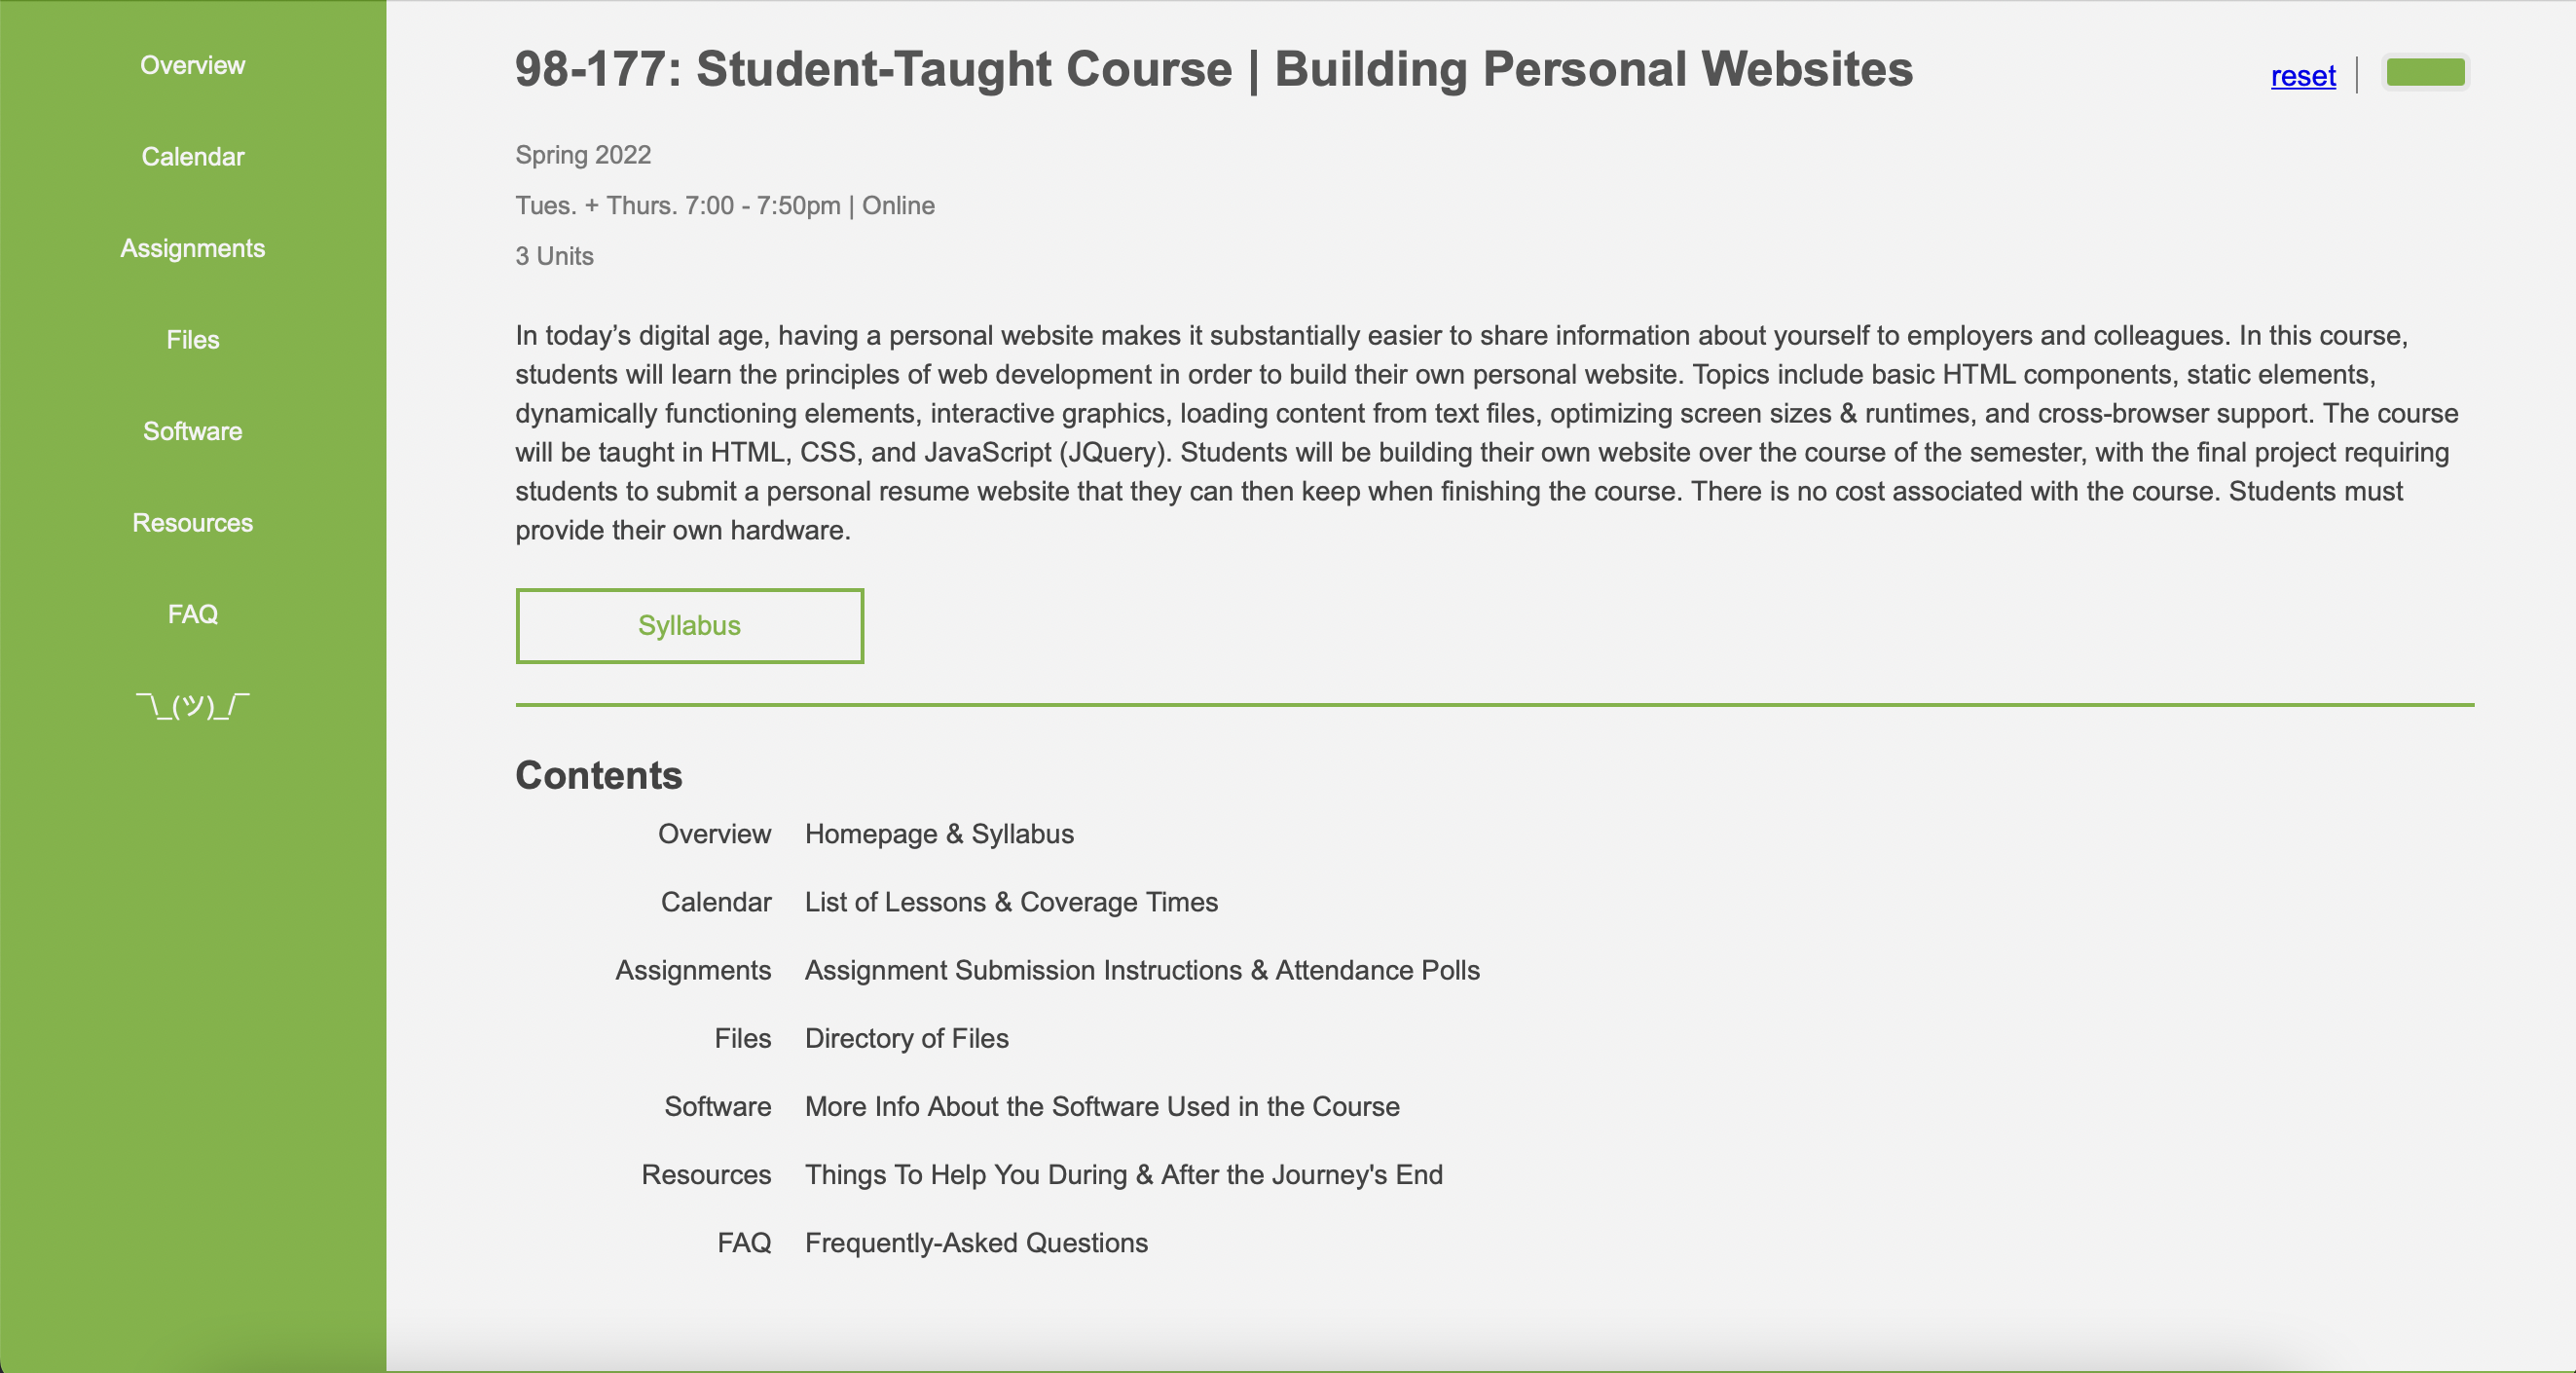 Overview
Calendar
Assignments
Files
Software
Resources
FAQ
¯\_(ツ)_/¯
98-177: Student-Taught Course | Building Personal Websites
reset
Spring 2022
Tues. + Thurs. 7:00 - 7:50pm | Online
3 Units
In today’s digital age, having a personal website makes it substantially easier to share information about yourself to employers and colleagues. In this course,
students will learn the principles of web development in order to build their own personal website. Topics include basic HTML components, static elements,
dynamically functioning elements, interactive graphics, loading content from text files, optimizing screen sizes & runtimes, and cross-browser support. The course
will be taught in HTML, CSS, and JavaScript (JQuery). Students will be building their own website over the course of the semester, with the final project requiring
students to submit a personal resume website that they can then keep when finishing the course. There is no cost associated with the course. Students must
provide their own hardware.
Syllabus
Contents
Overview Homepage & Syllabus
Calendar List of Lessons & Coverage Times
Assignments Assignment Submission Instructions & Attendance Polls
Files Directory of Files
Software More Info About the Software Used in the Course
Resources Things To Help You During & After the Journey's End
FAQ Frequently-Asked Questions